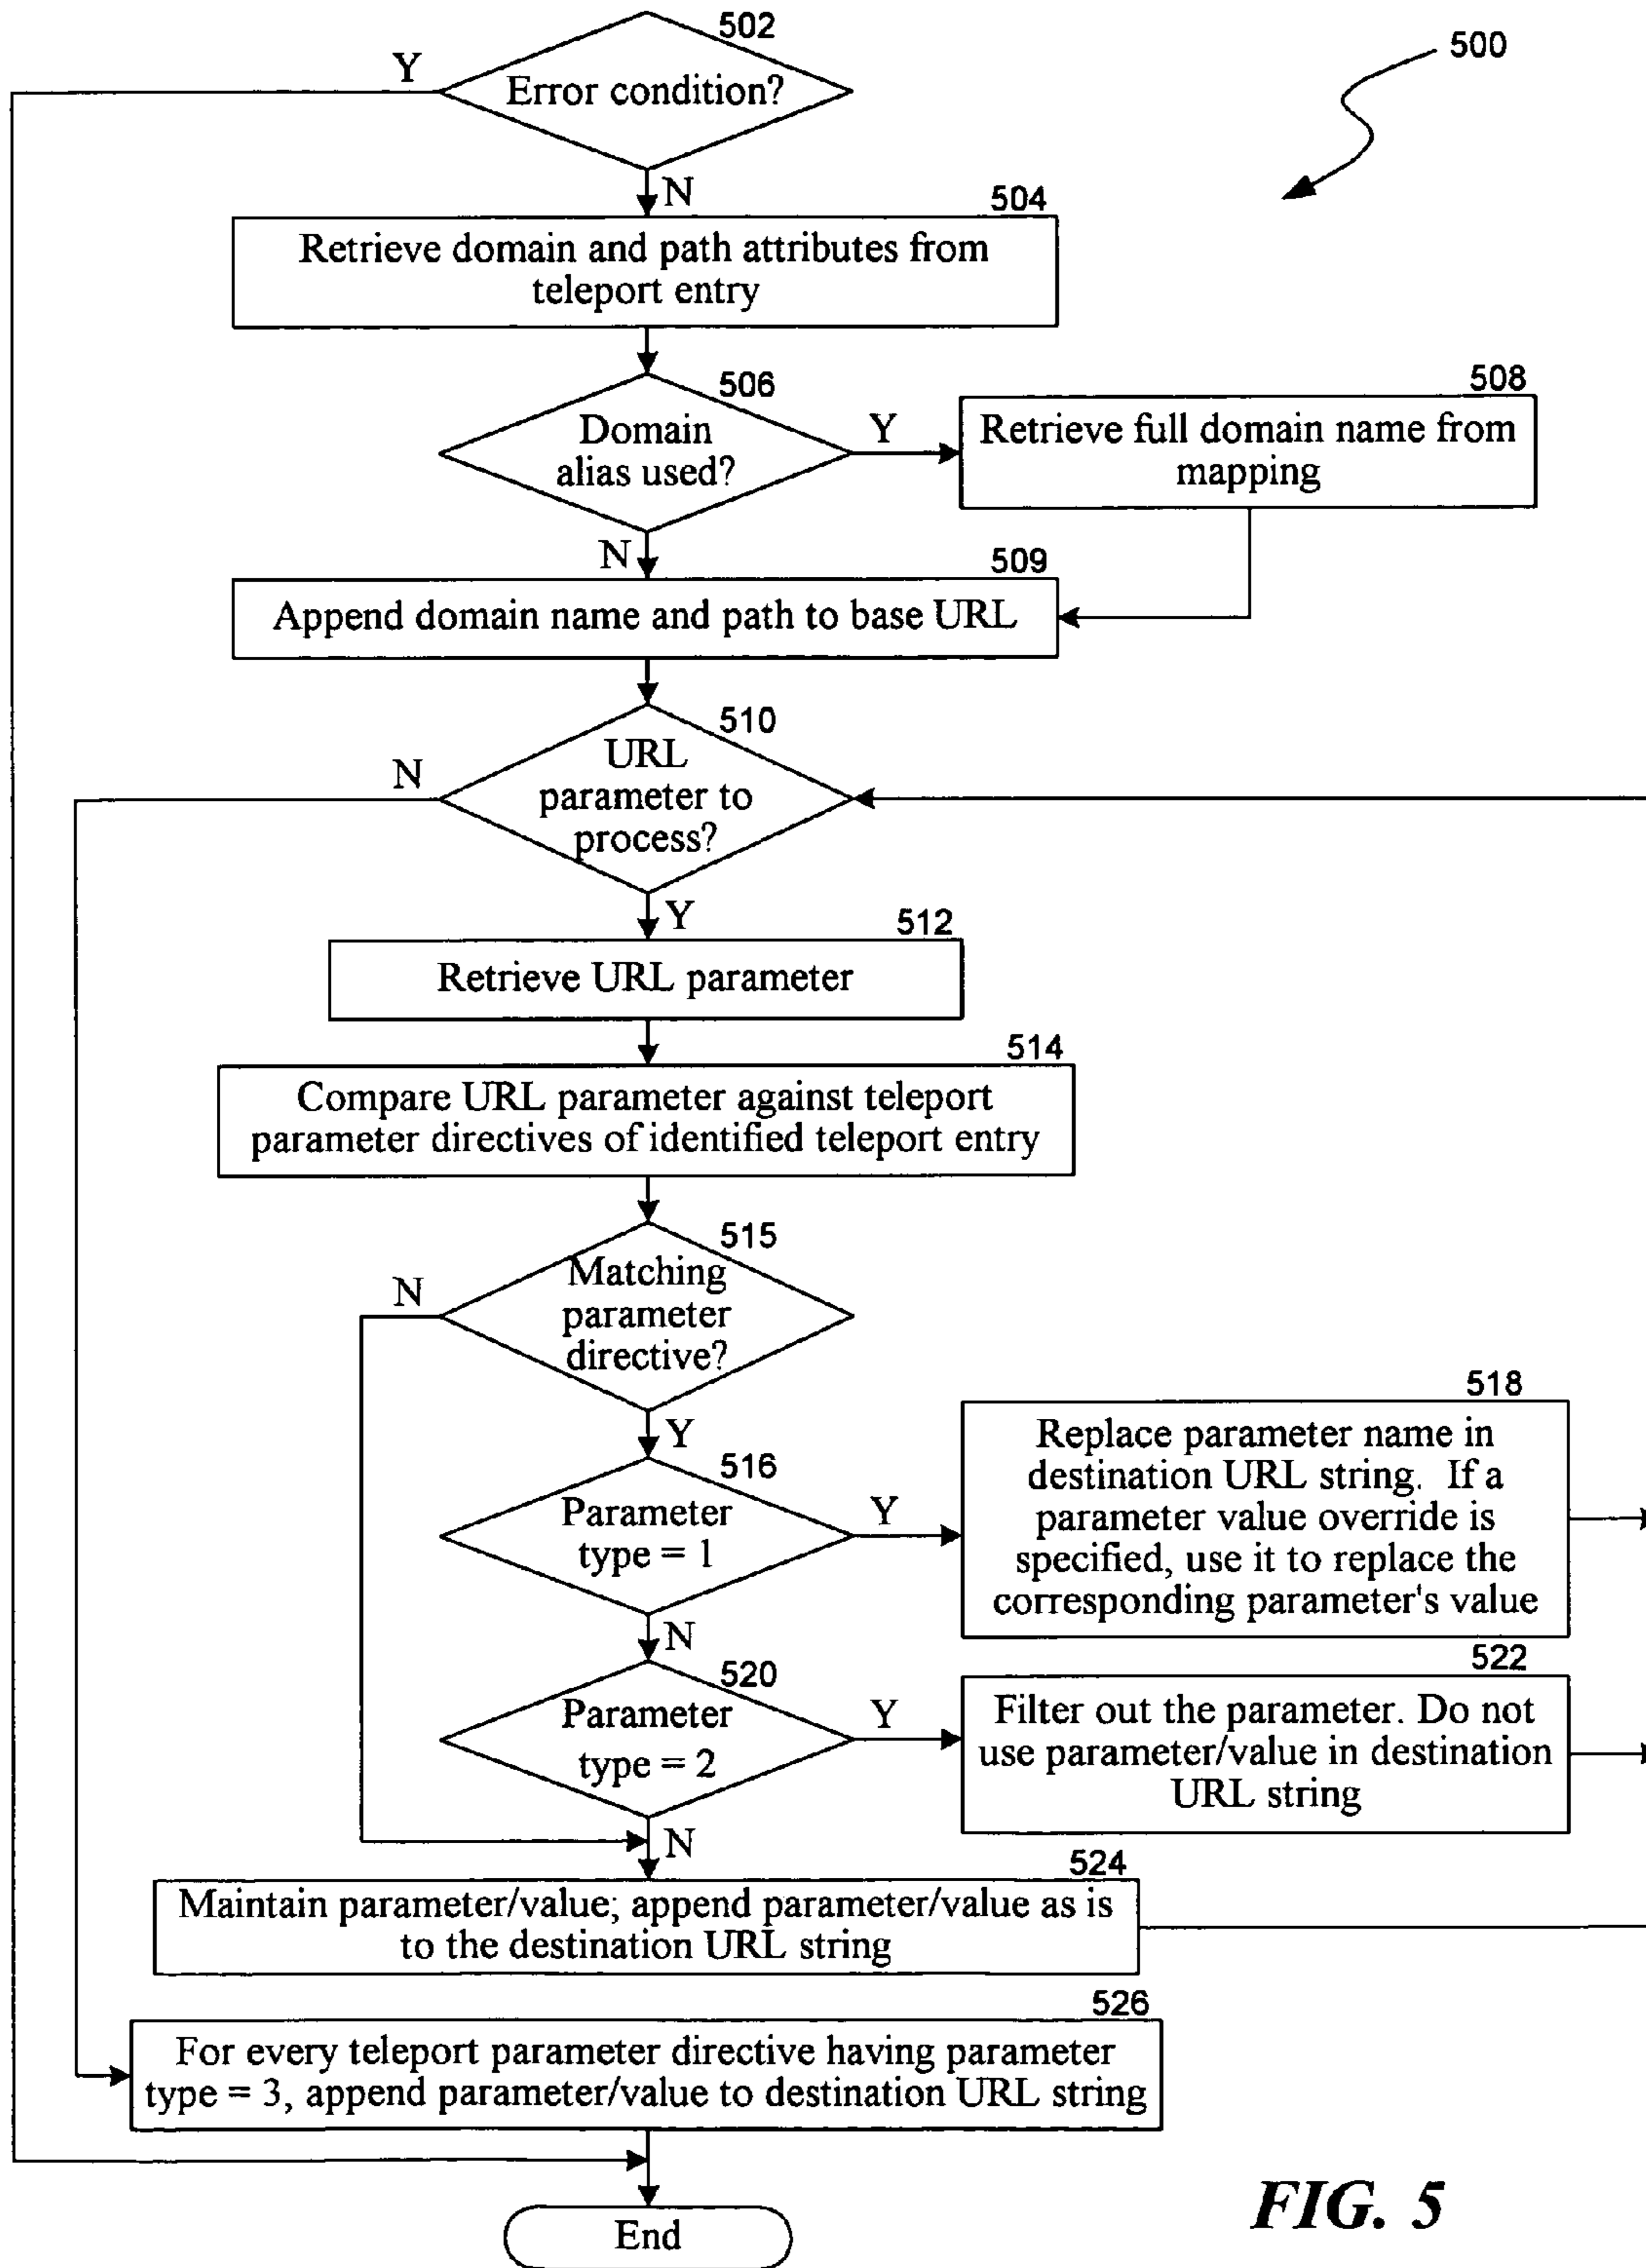 502
500
Y
Error condition?
N
504
Retrieve domain and path attributes from
teleport entry
506
508
Domain
alias used?
Y
Retrieve full domain name from
mapping
N
509
Append domain name and path to base URL
510
N
URL
parameter to
process?
Y
512
Retrieve URL parameter
514
Compare URL parameter against teleport
parameter directives of identified teleport entry
515
N
Matching
parameter
directive?
Y
516
518
Parameter
type = 1
Y
Replace parameter name in
destination URL string. If a
parameter value override is
specified, use it to replace the
corresponding parameter's value
N
520
522
Parameter
type = 2
Y
Filter out the parameter. Do not
use parameter/value in destination
URL string
N
524
Maintain parameter/value; append parameter/value as is
to the destination URL string
526
For every teleport parameter directive having parameter
type = 3, append parameter/value to destination URL string
End
FIG. 5